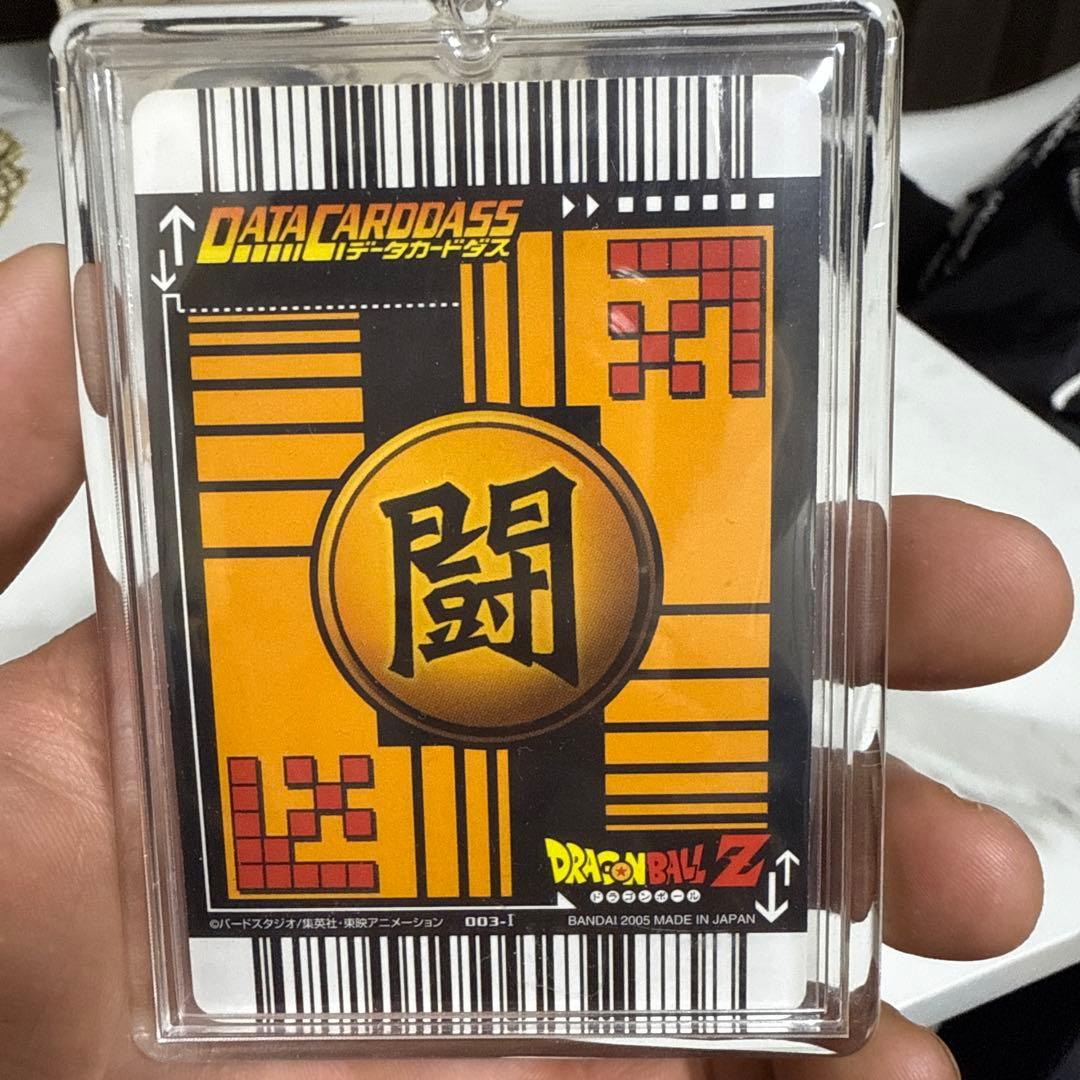 DATA CARDDASS
データカードダス
闘
DRAGON BALL Z
ドラゴンボール
©バードスタジオ/集英社・東映アニメーション 003-I BANDAI 2005 MADE IN JAPAN